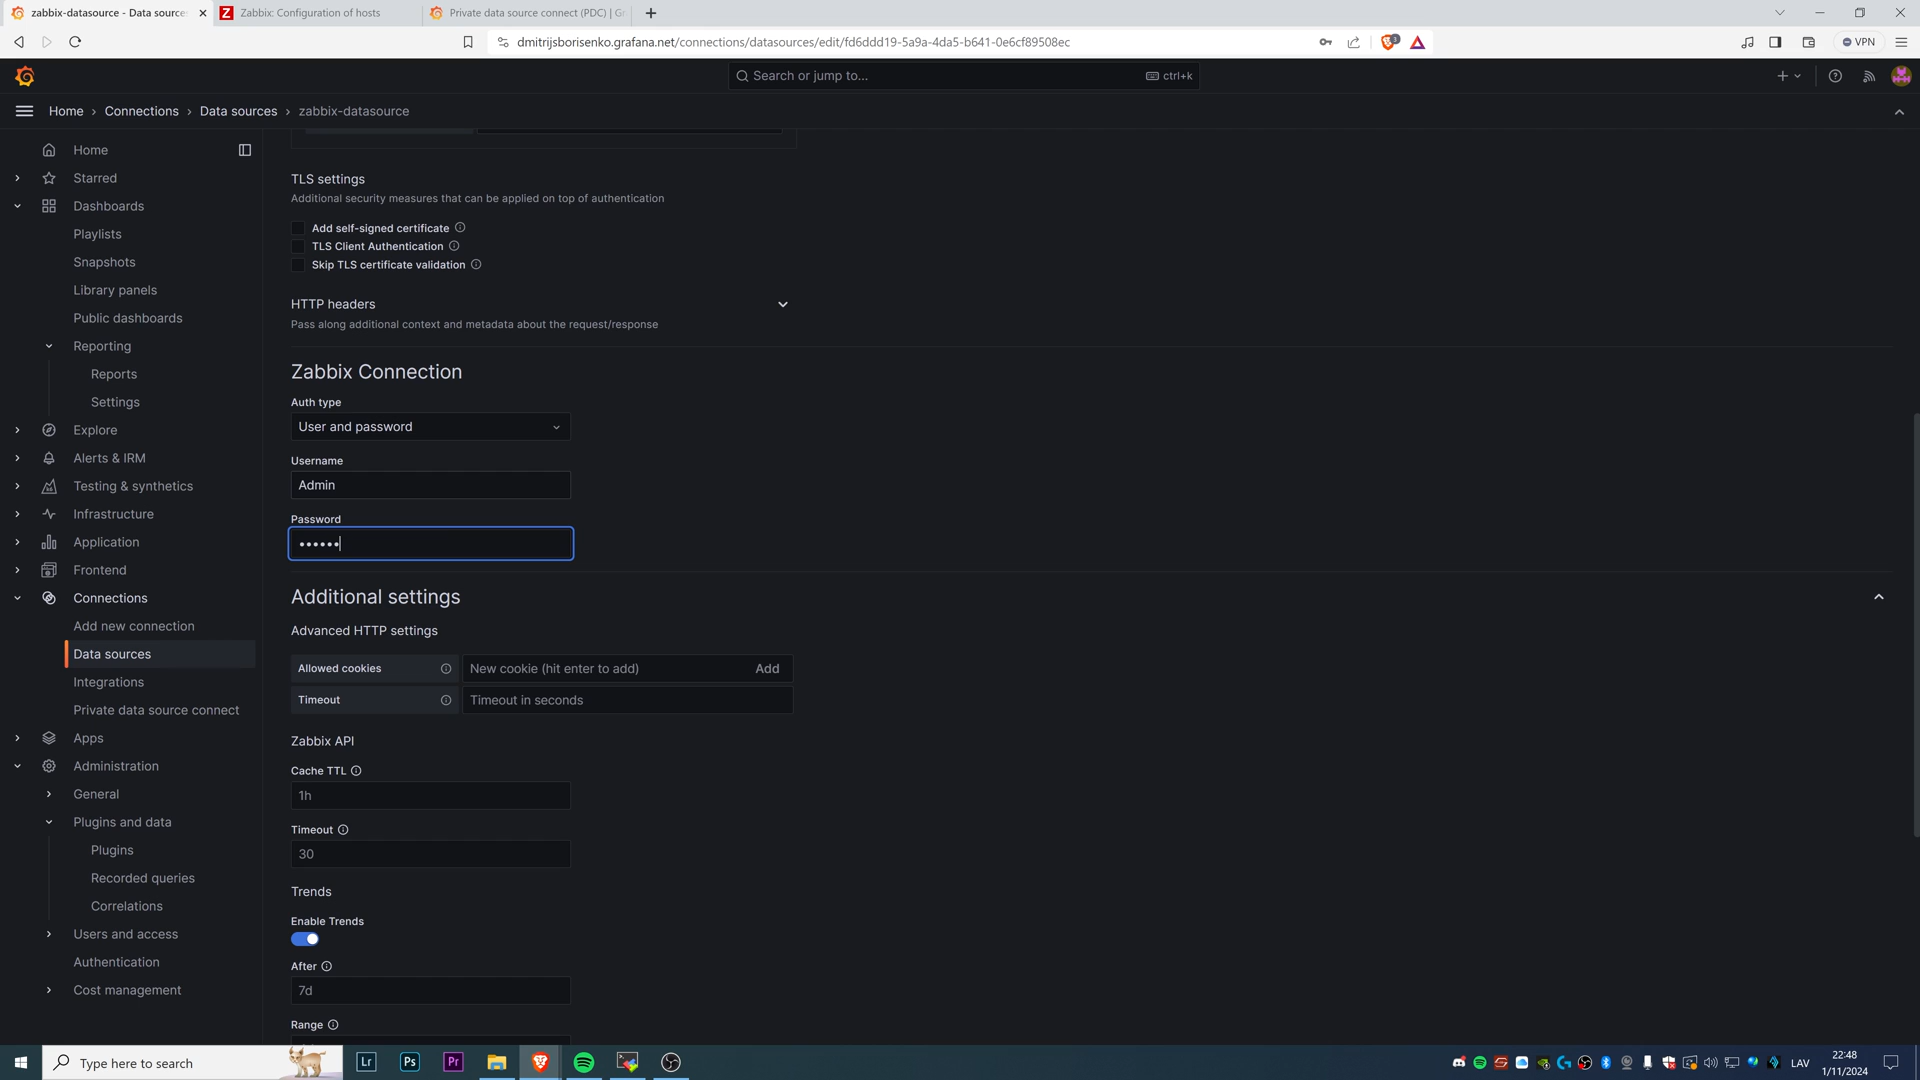 zabbix-datasource - Data source
Zabbix: Configuration of hosts
Private data source connect (PDC) | Gr
dmitrijsborisenko.grafana.net/connections/datasources/edit/fd6ddd19-5a9a-4da5-b641-0e6cf89508ec
VPN
Search or jump to...
ctrl+k
Home › Connections › Data sources › zabbix-datasource
Home
Starred
Dashboards
Playlists
Snapshots
Library panels
Public dashboards
Reporting
Reports
Settings
Explore
Alerts & IRM
Testing & synthetics
Infrastructure
Application
Frontend
Connections
Add new connection
Data sources
Integrations
Private data source connect
Apps
Administration
General
Plugins and data
Plugins
Recorded queries
Correlations
Users and access
Authentication
Cost management
TLS settings
Additional security measures that can be applied on top of authentication
Add self-signed certificate
TLS Client Authentication
Skip TLS certificate validation
HTTP headers
Pass along additional context and metadata about the request/response
Zabbix Connection
Auth type
User and password
Username
Admin
Password
••••••
Additional settings
Advanced HTTP settings
Allowed cookies
New cookie (hit enter to add)
Add
Timeout
Timeout in seconds
Zabbix API
Cache TTL
1h
Timeout
30
Trends
Enable Trends
After
7d
Range
Type here to search
Lr
Ps
Pr
LAV
22:48
1/11/2024